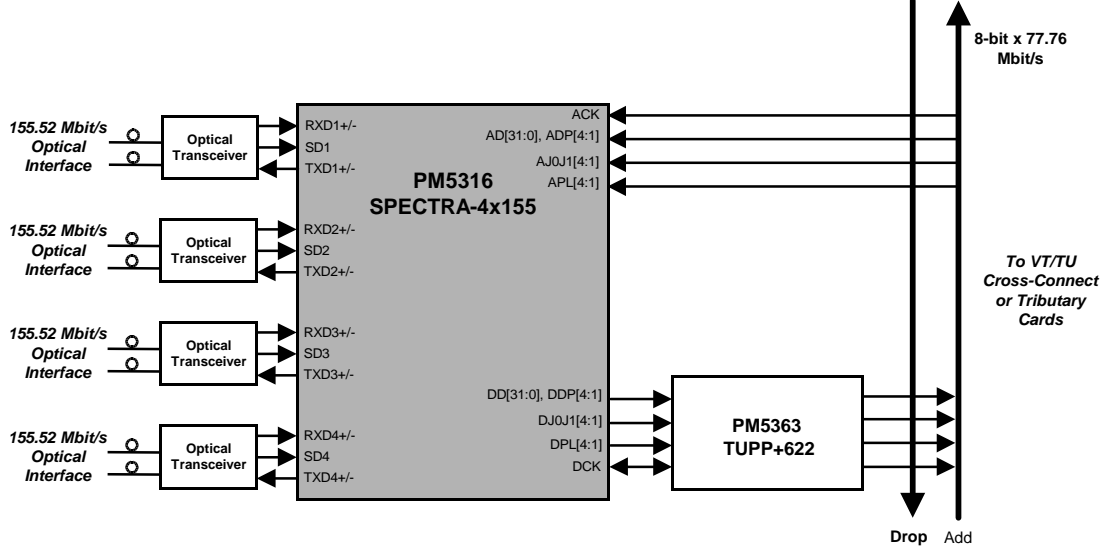 8-bit x 77.76
Mbit/s
155.52 Mbit/s
Optical
Interface
Optical
Transceiver
RXD1+/-
SD1
TXD1+/-
PM5316
SPECTRA-4x155
ACK
AD[31:0], ADP[4:1]
AJ0J1[4:1]
APL[4:1]
155.52 Mbit/s
Optical
Interface
Optical
Transceiver
RXD2+/-
SD2
TXD2+/-
To VT/TU
Cross-Connect
or Tributary
Cards
155.52 Mbit/s
Optical
Interface
Optical
Transceiver
RXD3+/-
SD3
TXD3+/-
DD[31:0], DDP[4:1]
DJ0J1[4:1]
DPL[4:1]
DCK
PM5363
TUPP+622
155.52 Mbit/s
Optical
Interface
Optical
Transceiver
RXD4+/-
SD4
TXD4+/-
Drop Add